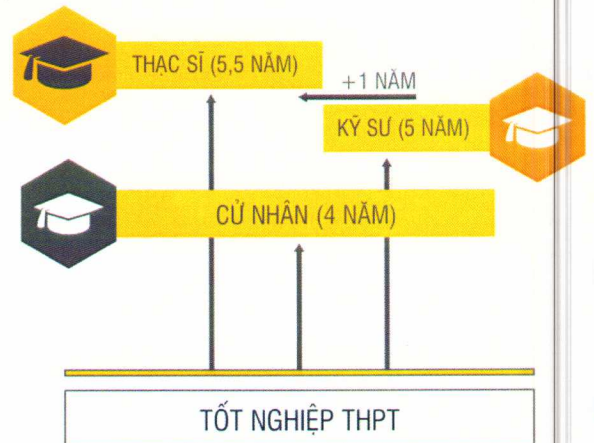 THẠC SĨ (5,5 NĂM)
+1 NĂM
KỸ SƯ (5 NĂM)
CỬ NHÂN (4 NĂM)
TỐT NGHIỆP THPT